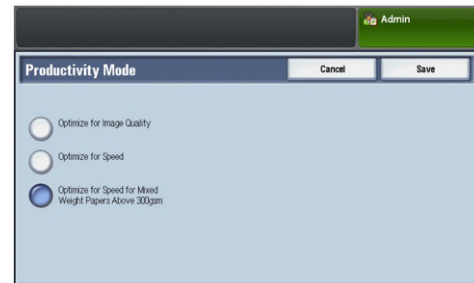 Admin
Productivity Mode
Cancel
Save
Optimize for Image Quality
Optimize for Speed
Optimize for Speed for Mixed
Weight Papers Above 300gsm